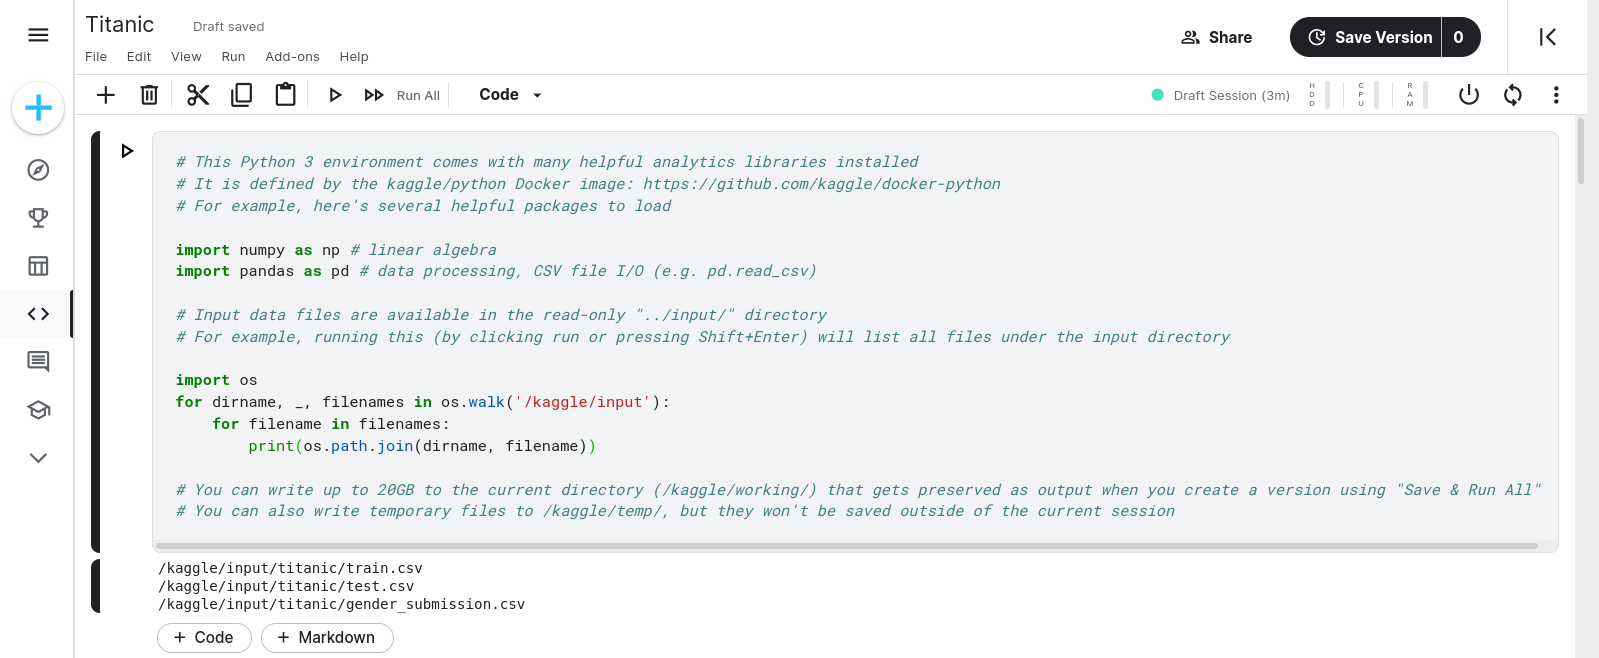 Titanic
Draft saved
File Edit View Run Add-ons Help
Share
Save Version 0
Run All
Code
Draft Session (3m)
HDD
CPU
RAM
# This Python 3 environment comes with many helpful analytics libraries installed
# It is defined by the kaggle/python Docker image: https://github.com/kaggle/docker-python
# For example, here's several helpful packages to load
import numpy as np # linear algebra
import pandas as pd # data processing, CSV file I/O (e.g. pd.read_csv)
# Input data files are available in the read-only "../input/" directory
# For example, running this (by clicking run or pressing Shift+Enter) will list all files under the input directory
import os
for dirname, _, filenames in os.walk('/kaggle/input'):
    for filename in filenames:
        print(os.path.join(dirname, filename))
# You can write up to 20GB to the current directory (/kaggle/working/) that gets preserved as output when you create a version using "Save & Run All"
# You can also write temporary files to /kaggle/temp/, but they won't be saved outside of the current session
/kaggle/input/titanic/train.csv
/kaggle/input/titanic/test.csv
/kaggle/input/titanic/gender_submission.csv
+ Code + Markdown